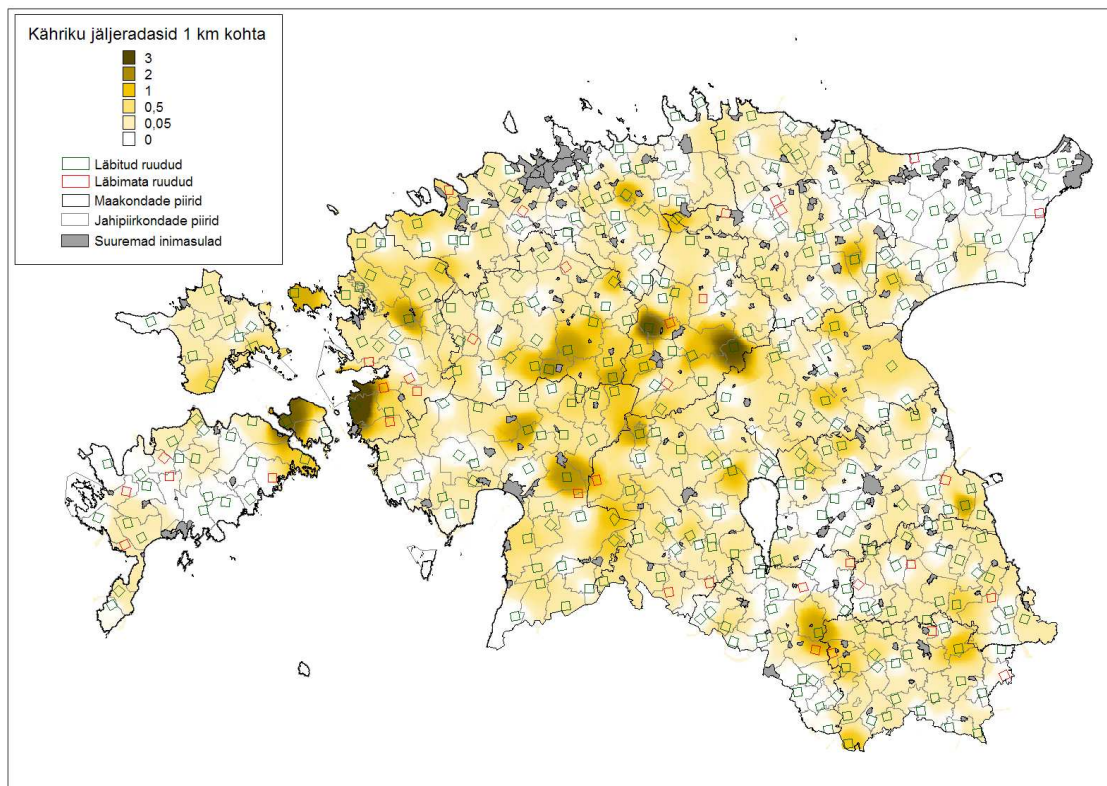 Kähriku jäljeradasid 1 km kohta
3
2
1
0,5
0,05
0
Läbitud ruudud
Läbimata ruudud
Maakondade piirid
Jahipiirkondade piirid
Suuremad inimasulad